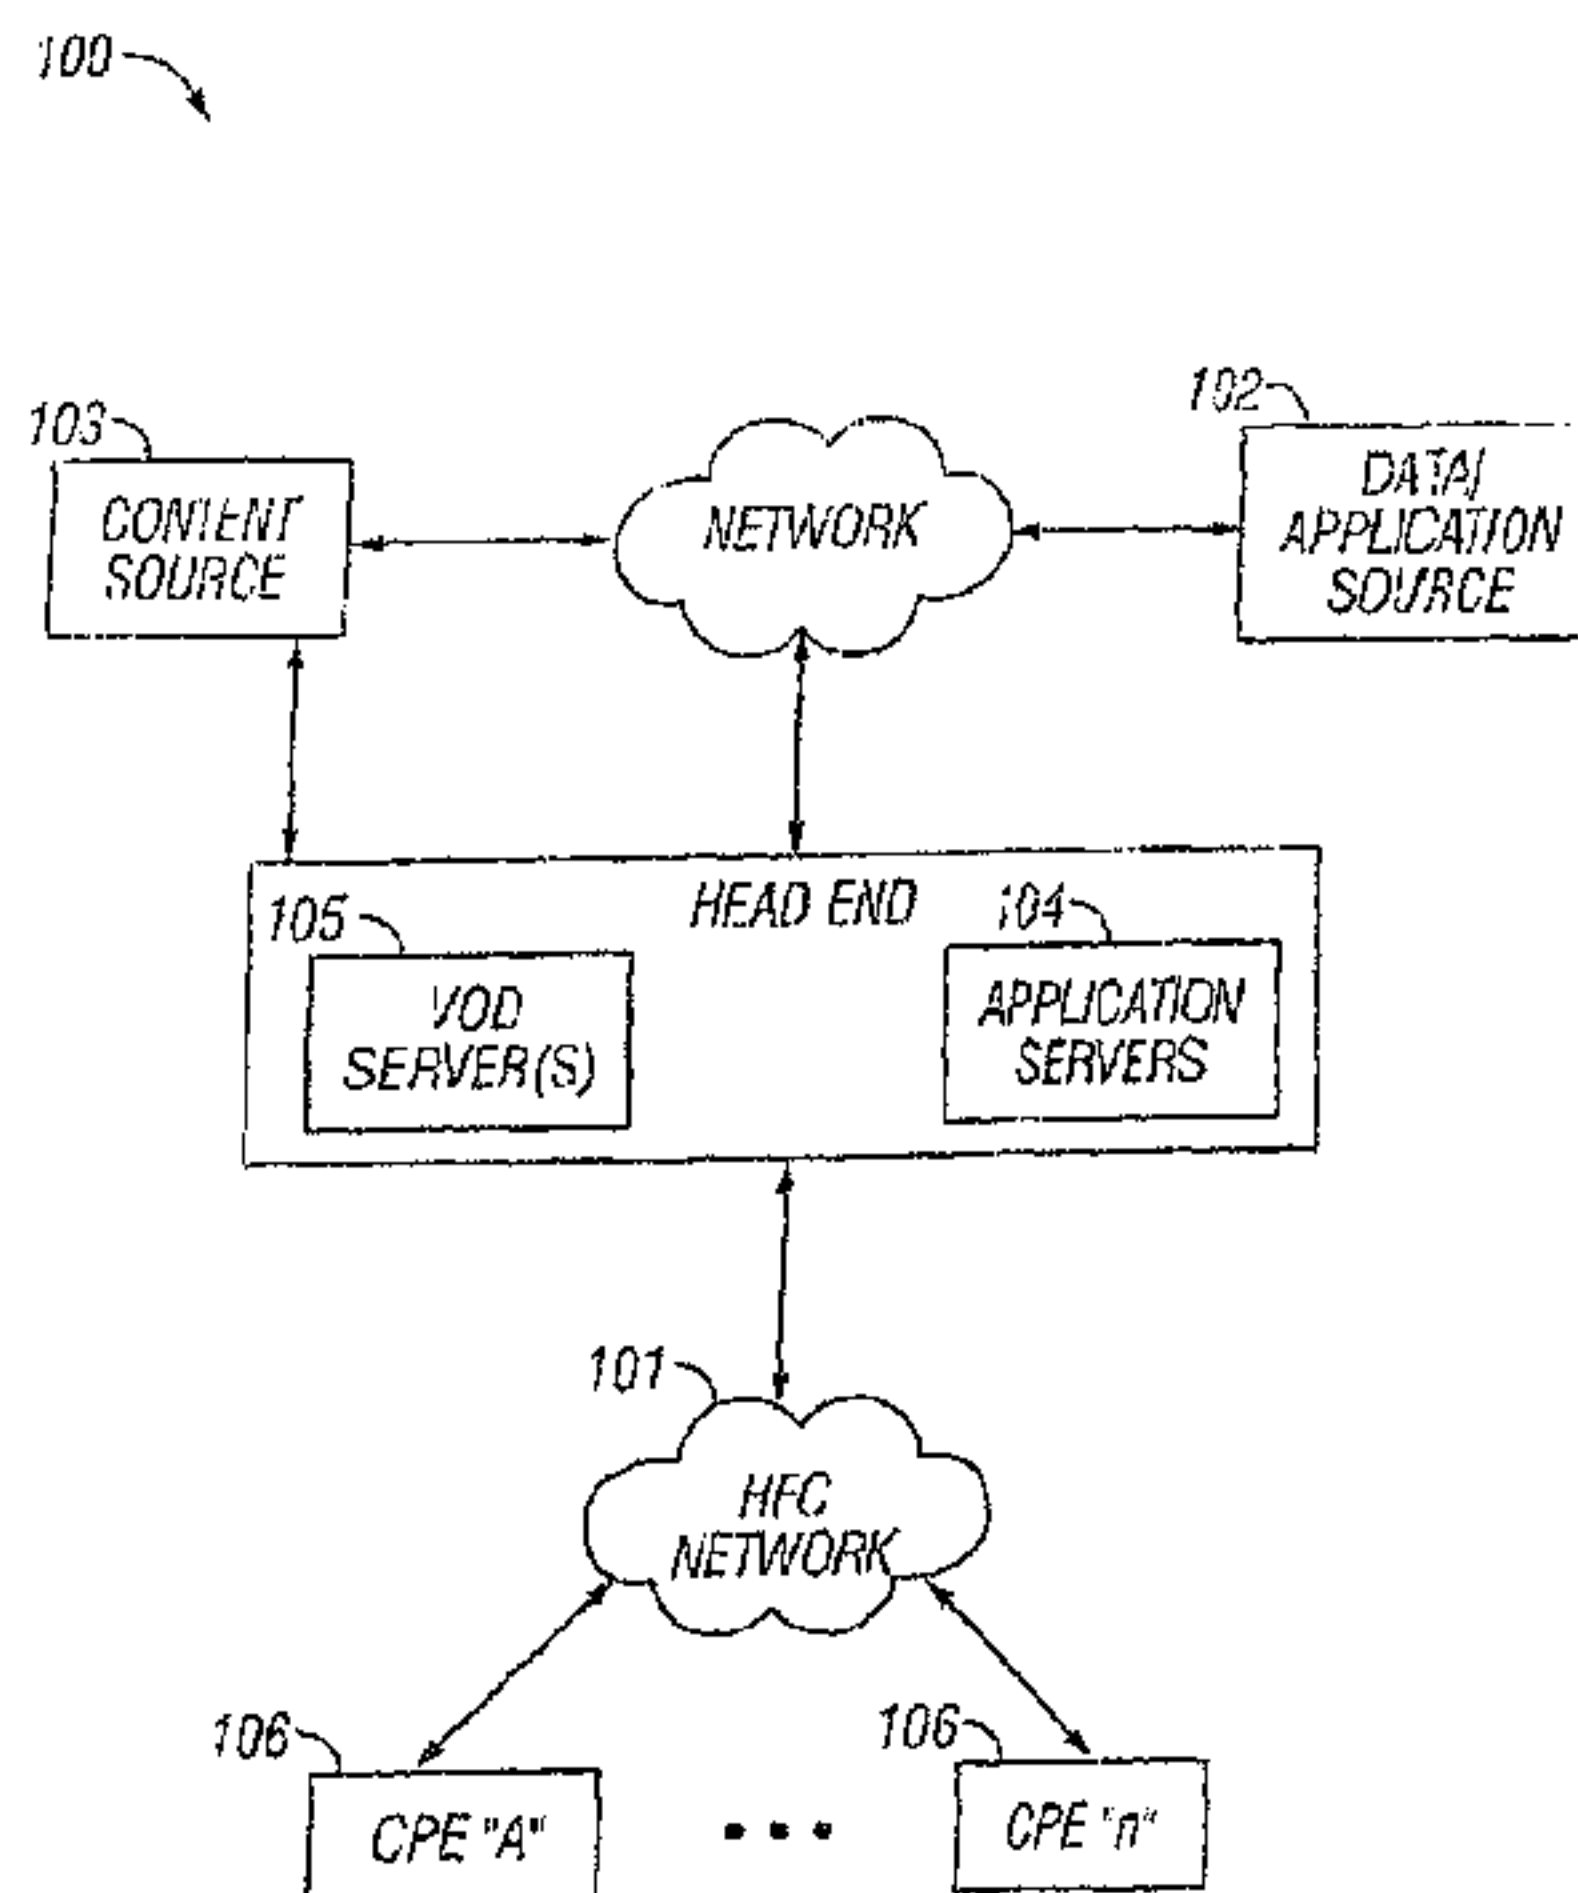 100
103
102
CONTENT
SOURCE
NETWORK
DATA/
APPLICATION
SOURCE
HEAD END
105
104
VOD
SERVER(S)
APPLICATION
SERVERS
101
HFC
NETWORK
106
106
CPE "A"
CPE "n"